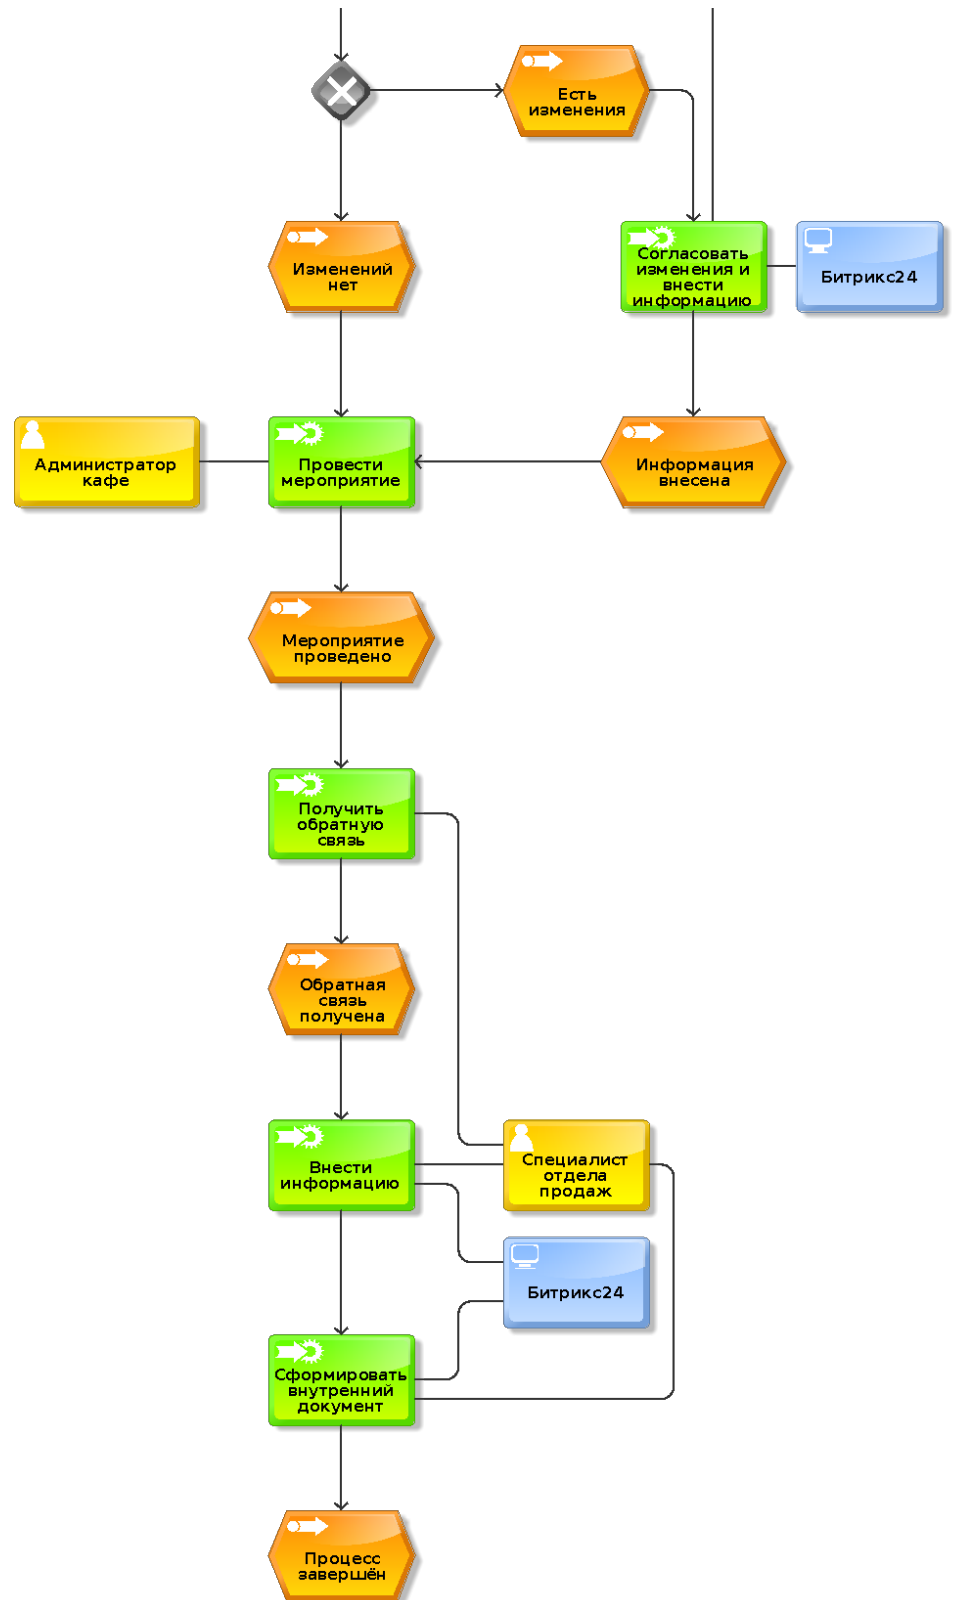 Есть
изменения
Изменений
нет
Согласовать
изменения и
внести
информацию
Битрикс24
Администратор
кафе
Провести
мероприятие
Информация
внесена
Мероприятие
проведено
Получить
обратную
связь
Обратная
связь
получена
Внести
информацию
Специалист
отдела
продаж
Битрикс24
Сформировать
внутренний
документ
Процесс
завершён